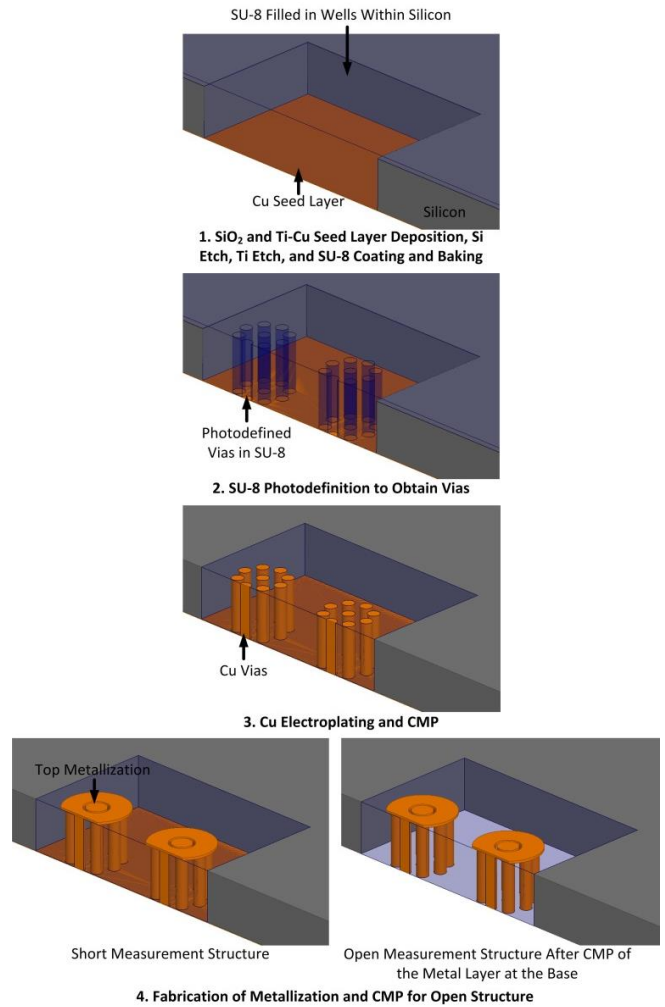 SU-8 Filled in Wells Within Silicon
Cu Seed Layer
Silicon
1. SiO₂ and Ti-Cu Seed Layer Deposition, Si
Etch, Ti Etch, and SU-8 Coating and Baking
Photodefined
Vias in SU-8
2. SU-8 Photodefinition to Obtain Vias
Cu Vias
3. Cu Electroplating and CMP
Top Metallization
Short Measurement Structure
Open Measurement Structure After CMP of
the Metal Layer at the Base
4. Fabrication of Metallization and CMP for Open Structure